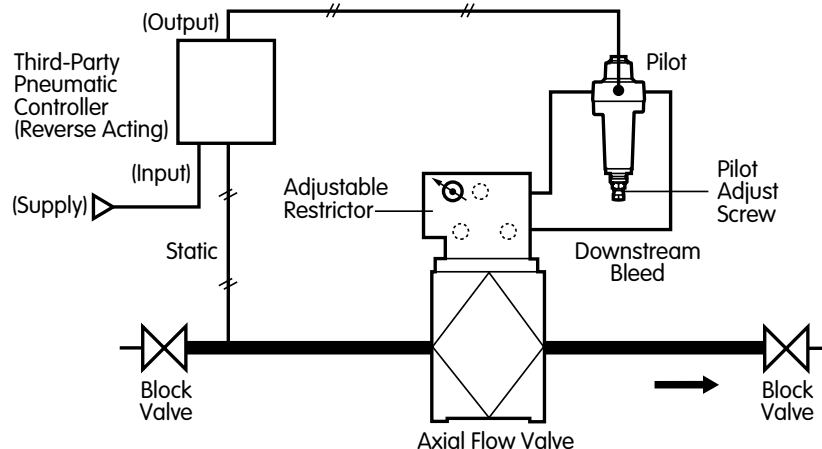 (Output)
Third-Party
Pneumatic
Controller
(Reverse Acting)
Pilot
(Input)
(Supply)
Adjustable
Restrictor
Pilot
Adjust
Screw
Static
Downstream
Bleed
Block
Valve
Block
Valve
Axial Flow Valve